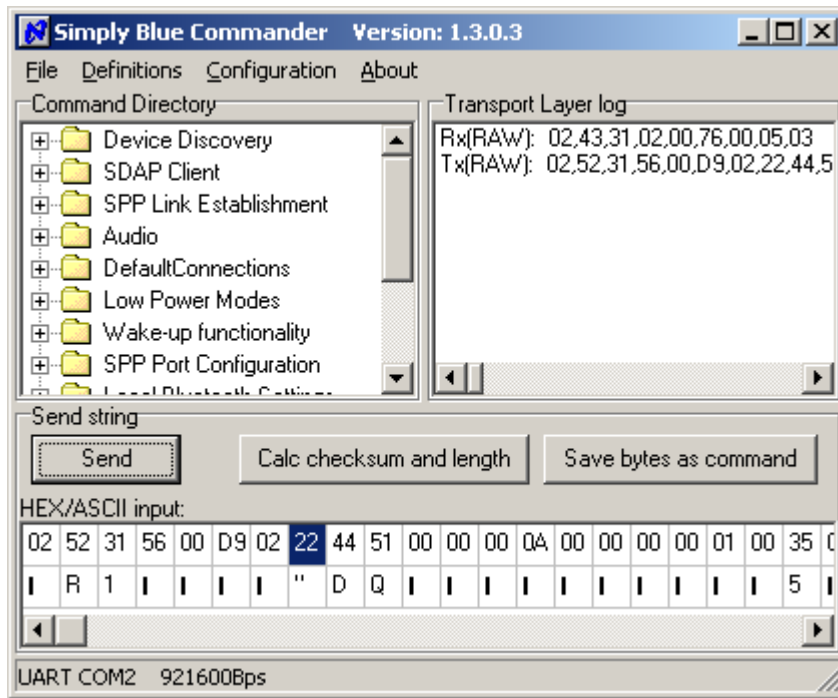 Simply Blue Commander Version: 1.3.0.3
File Definitions Configuration About
Command Directory
Device Discovery
SDAP Client
SPP Link Establishment
Audio
DefaultConnections
Low Power Modes
Wake-up functionality
SPP Port Configuration
Local Bluetooth Settings
Transport Layer log
Rx(RAW): 02,43,31,02,00,76,00,05,03
Tx(RAW): 02,52,31,56,00,D9,02,22,44,5
Send string
Send Calc checksum and length Save bytes as command
HEX/ASCII input:
02 52 31 56 00 D9 02 22 44 51 00 00 00 0A 00 00 00 00 01 00 35
R 1 " D Q 5
UART COM2 921600Bps